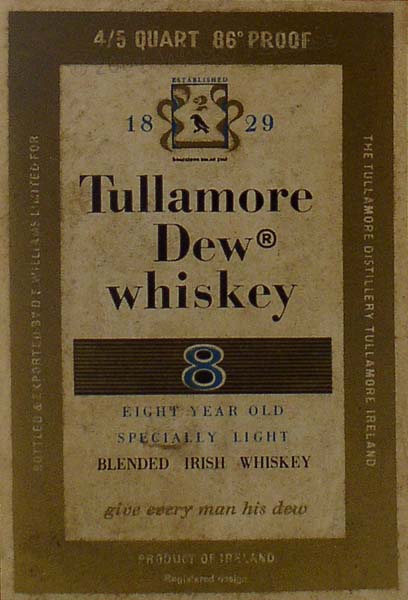 4/5 QUART 86° PROOF
ESTABLISHED
2
18 29
Tullamore
Dew®
whiskey
8
EIGHT YEAR OLD
SPECIALLY LIGHT
BLENDED IRISH WHISKEY
give every man his dew
PRODUCT OF IRELAND
Registered design
BOTTLED & EXPORTED BY D.E. WILLIAMS LIMITED FOR
THE TULLAMORE DISTILLERY TULLAMORE IRELAND